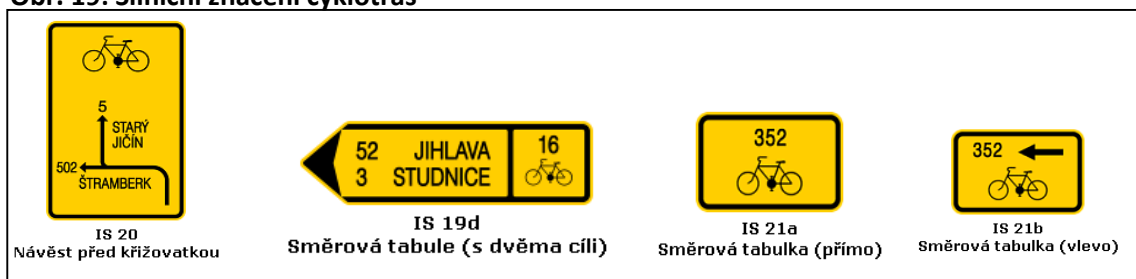 Obr. 19: Silniční značení cyklotras
5
STARÝ
JIČÍN
502
ŠTRAMBERK
IS 20
Návěst před křižovatkou
52 JIHLAVA
3 STUDNICE
16
IS 19d
Směrová tabule (s dvěma cíli)
352
IS 21a
Směrová tabulka (přímo)
352
IS 21b
Směrová tabulka (vlevo)